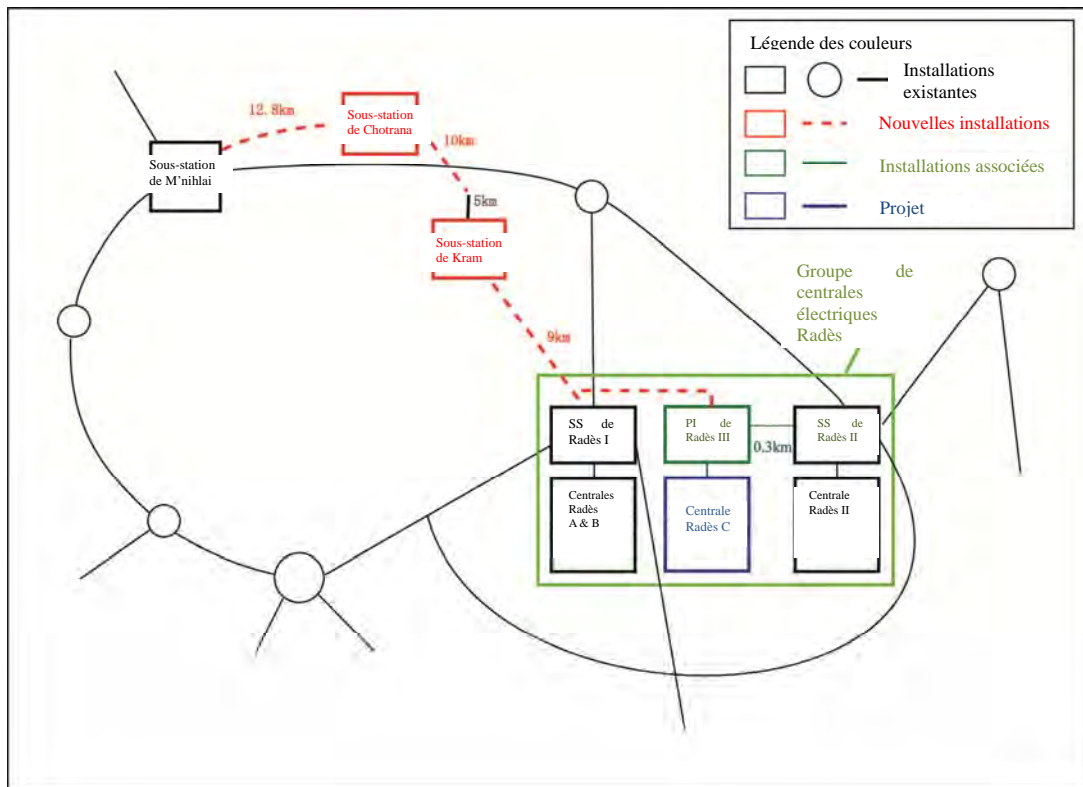 Légende des couleurs
Installations
existantes
Nouvelles installations
Installations associées
Projet
12.8km
Sous-station
de Chotrana
10km
Sous-station
de M'nihlai
5km
Sous-station
de Kram
9km
Groupe de
centrales
électriques
Radès
SS de
Radès I
PI de
Radès III
0.3km
SS de
Radès II
Centrales
Radès
A & B
Centrale
Radès C
Centrale
Radès II